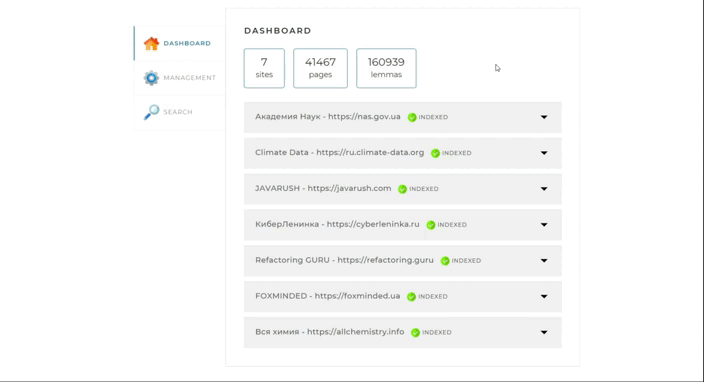 DASHBOARD
MANAGEMENT
SEARCH
DASHBOARD
7
sites
41467
pages
160939
lemmas
Академия Наук - https://nas.gov.ua INDEXED
Climate Data - https://ru.climate-data.org INDEXED
JAVARUSH - https://javarush.com INDEXED
КиберЛенинка - https://cyberleninka.ru INDEXED
Refactoring GURU - https://refactoring.guru INDEXED
FOXMINDED - https://foxminded.ua INDEXED
Вся химия - https://allchemistry.info INDEXED